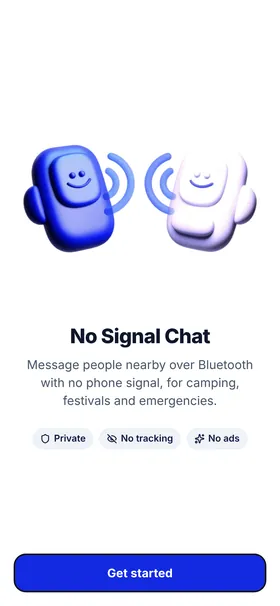 No Signal Chat
Message people nearby over Bluetooth
with no phone signal, for camping,
festivals and emergencies.
Private
No tracking
No ads
Get started